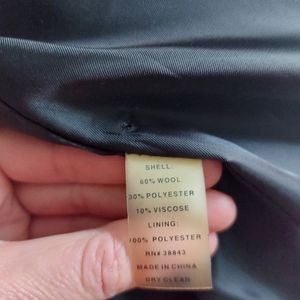 SHELL:
60% WOOL
30% POLYESTER
10% VISCOSE
LINING:
100% POLYESTER
RN# 38843
MADE IN CHINA
DRY CLEAN